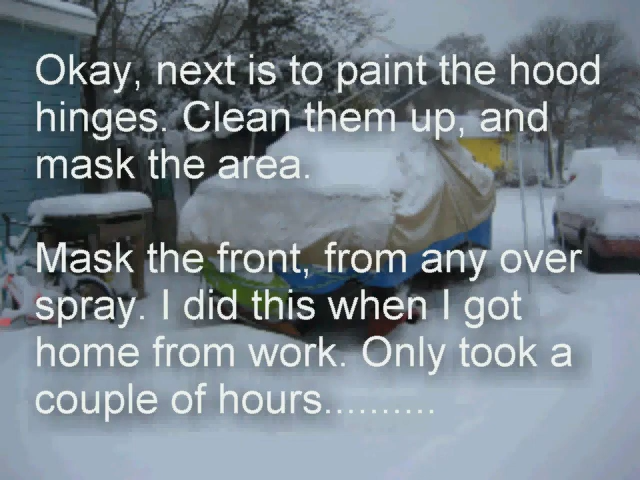 Okay, next is to paint the hood
hinges. Clean them up, and
mask the area.
Mask the front, from any over
spray. I did this when I got
home from work. Only took a
couple of hours..........